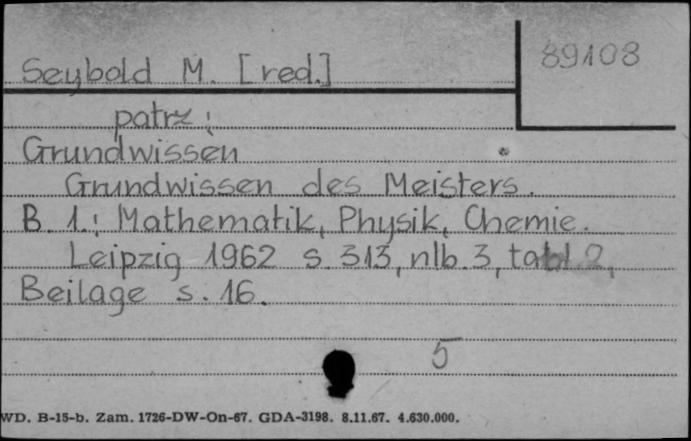 89108
Seybold M. [red.]
patrz:
Grundwissen
Grundwissen des Meisters.
B. 1.: Mathematik, Physik, Chemie.
Leipzig 1962 s. 313, nlb. 3, tabl. 2,
Beilage s. 16.
5
WD. B-15-b. Zam. 1726-DW-On-67. GDA-3198. 8.11.67. 4.630.000.